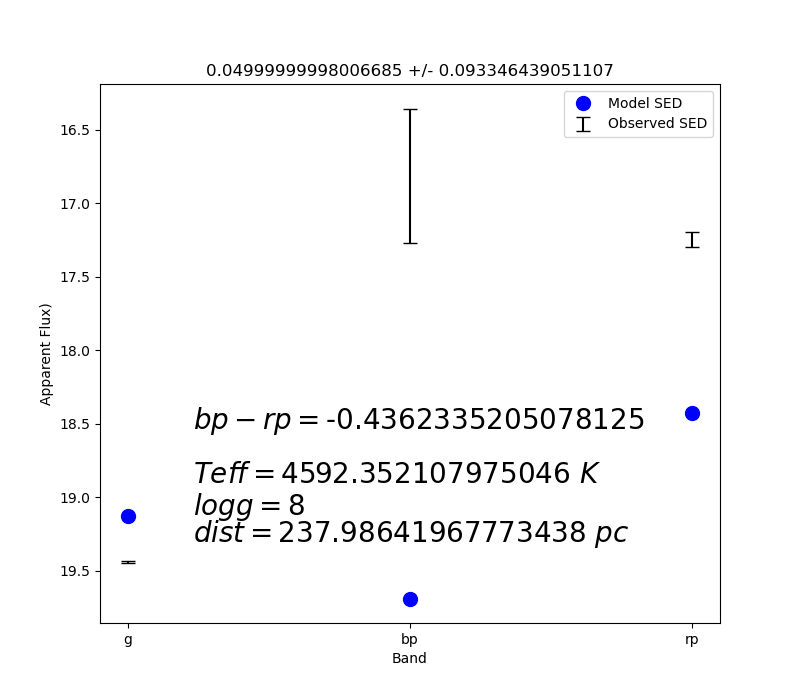 0.04999999998006685 +/- 0.093346439051107
Model SED
Observed SED
16.5
17.0
17.5
18.0
18.5
19.0
19.5
Apparent Flux)
bp − rp = -0.4362335205078125
Teff = 4592.352107975046 K
logg = 8
dist = 237.98641967773438 pc
g bp rp
Band